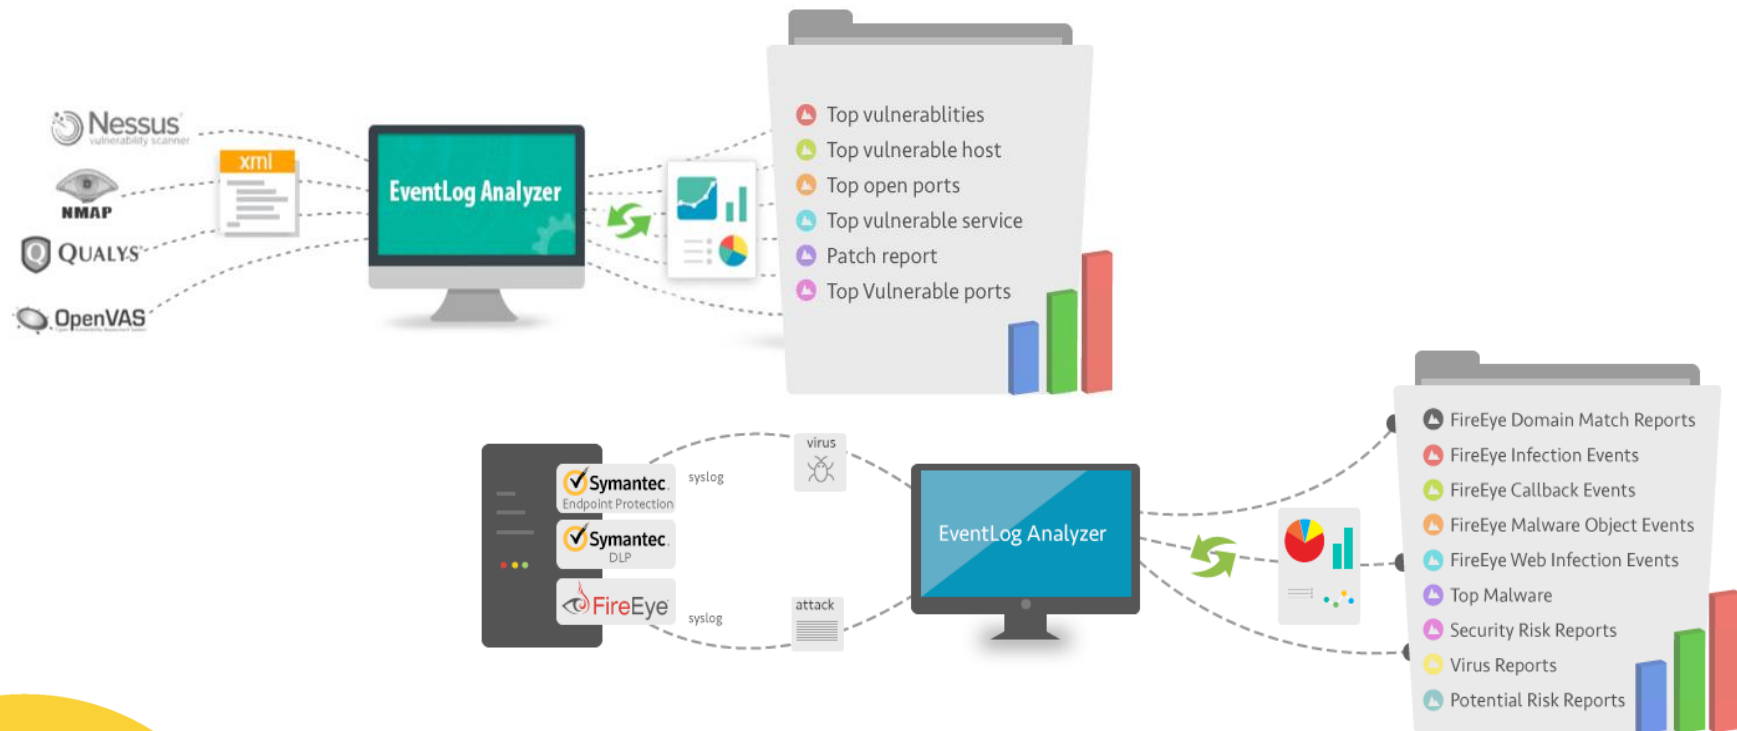 Nessus
vulnerability scanner
NMAP
QUALYS
OpenVAS
xml
EventLog Analyzer
Top vulnerablities
Top vulnerable host
Top open ports
Top vulnerable service
Patch report
Top Vulnerable ports
Symantec.
Endpoint Protection
Symantec.
DLP
FireEye
syslog
syslog
virus
attack
EventLog Analyzer
FireEye Domain Match Reports
FireEye Infection Events
FireEye Callback Events
FireEye Malware Object Events
FireEye Web Infection Events
Top Malware
Security Risk Reports
Virus Reports
Potential Risk Reports